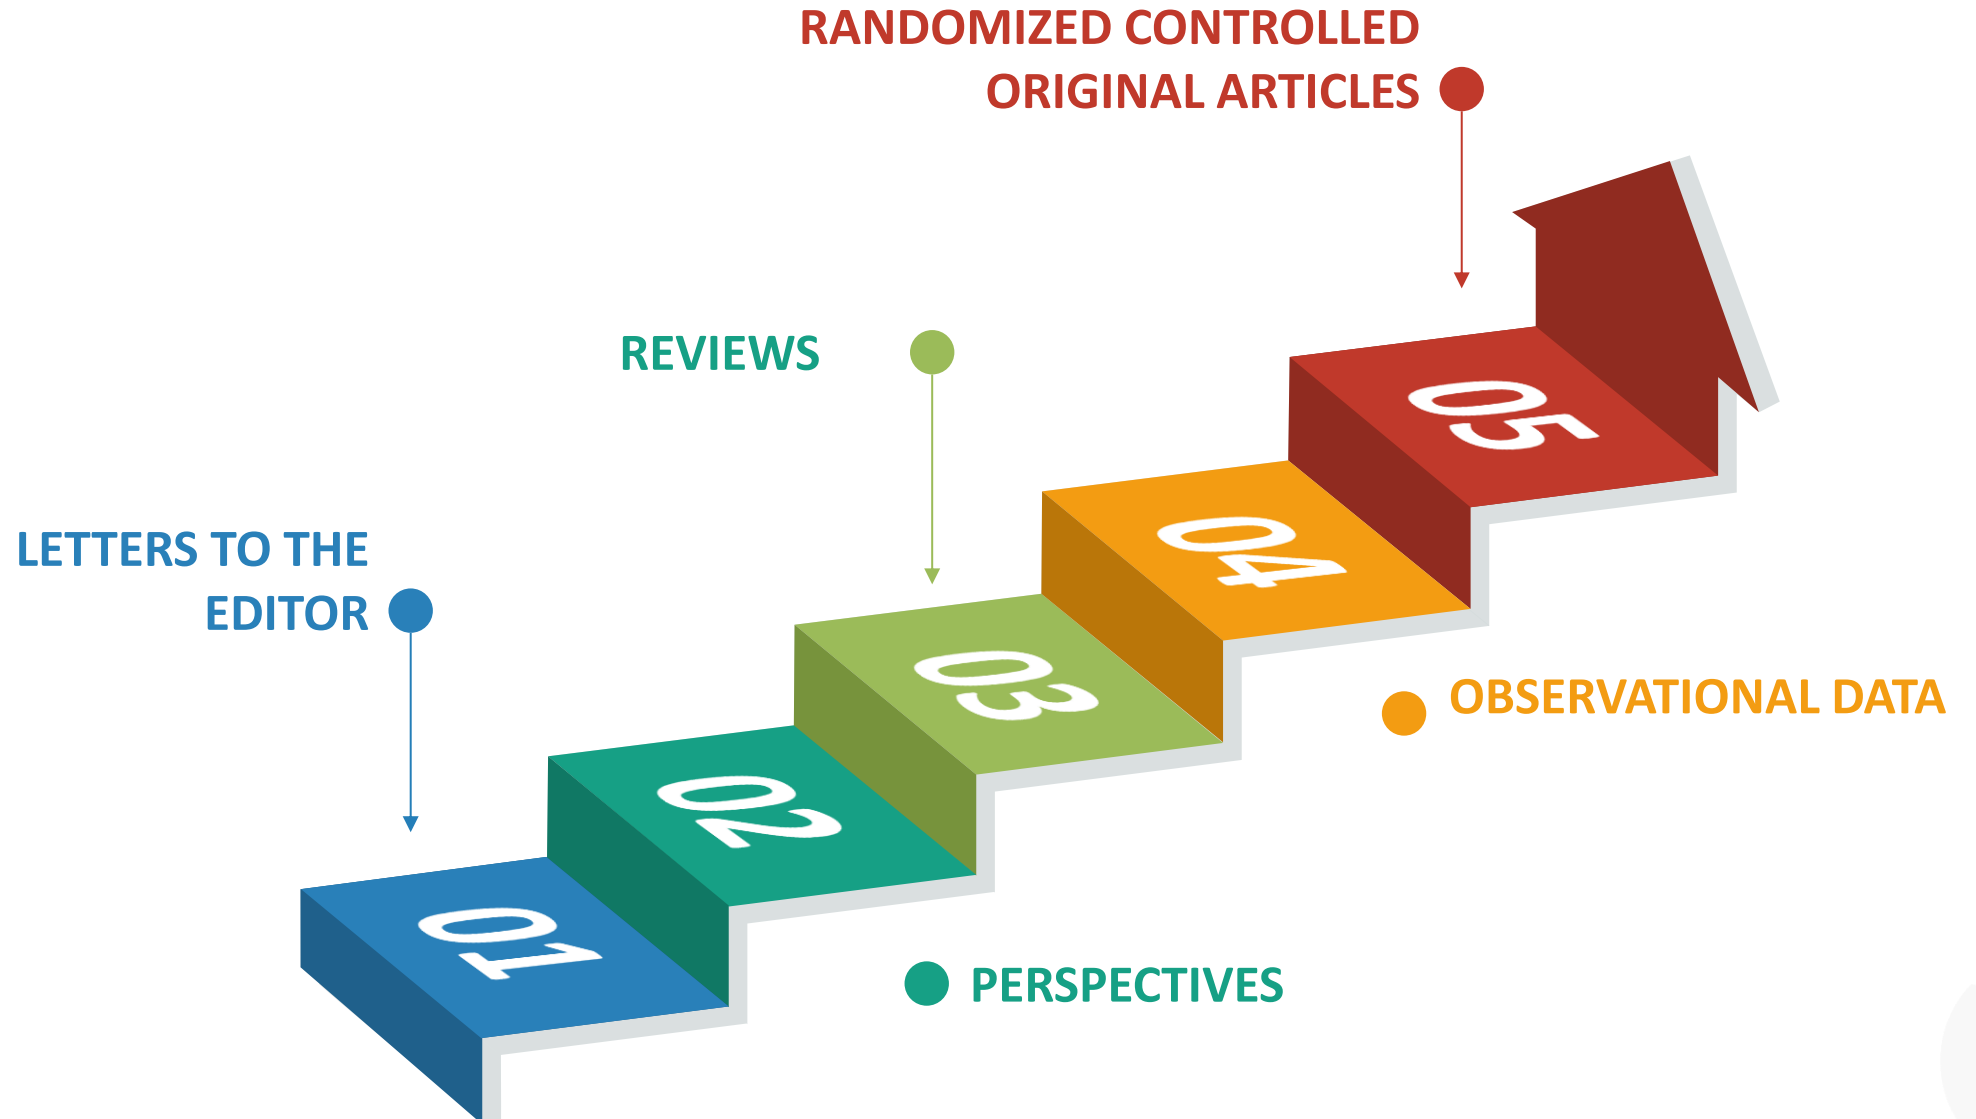 RANDOMIZED CONTROLLED
ORIGINAL ARTICLES
REVIEWS
LETTERS TO THE
EDITOR
05
04
OBSERVATIONAL DATA
03
02
01
PERSPECTIVES